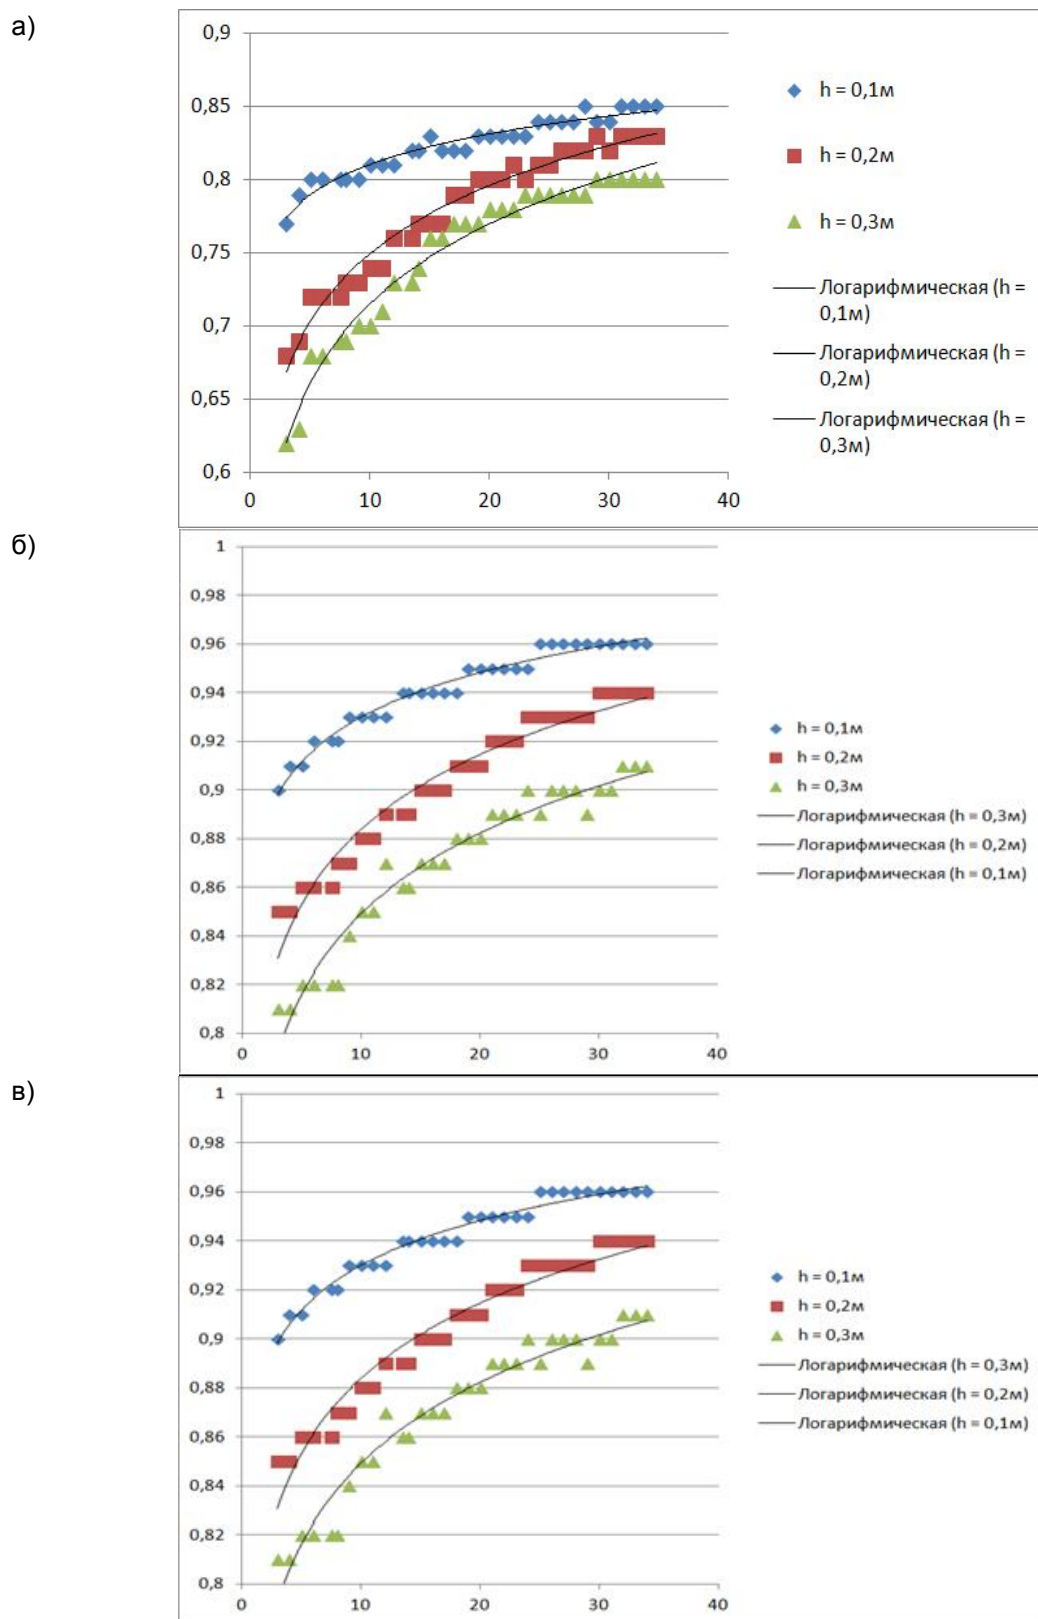 а)
0,9
0,85
0,8
0,75
0,7
0,65
0,6
0
10
20
30
40
h = 0,1м
h = 0,2м
h = 0,3м
Логарифмическая (h =
0,1м)
Логарифмическая (h =
0,2м)
Логарифмическая (h =
0,3м)
б)
1
0,98
0,96
0,94
0,92
0,9
0,88
0,86
0,84
0,82
0,8
0
10
20
30
40
h = 0,1м
h = 0,2м
h = 0,3м
Логарифмическая (h = 0,3м)
Логарифмическая (h = 0,2м)
Логарифмическая (h = 0,1м)
в)
1
0,98
0,96
0,94
0,92
0,9
0,88
0,86
0,84
0,82
0,8
0
10
20
30
40
h = 0,1м
h = 0,2м
h = 0,3м
Логарифмическая (h = 0,3м)
Логарифмическая (h = 0,2м)
Логарифмическая (h = 0,1м)